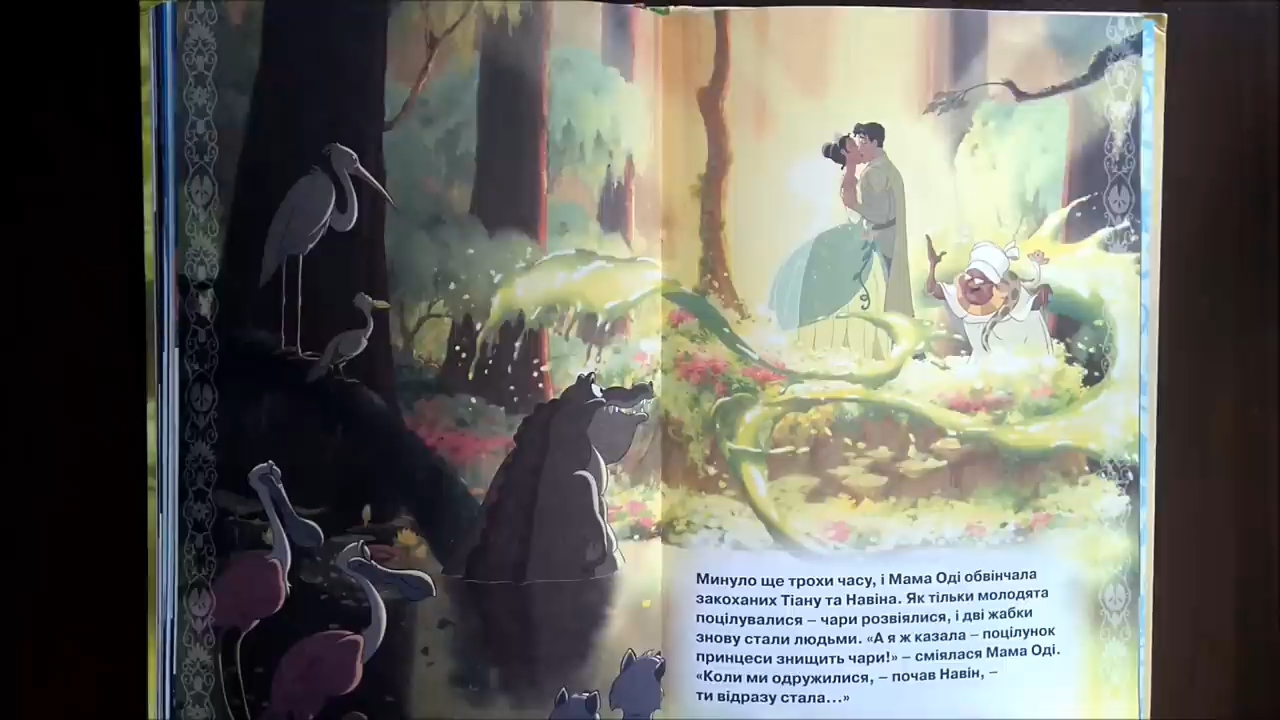 Минуло ще трохи часу, і Мама Оді обвінчала
закоханих Тіану та Навіна. Як тільки молодята
поцілувалися – чари розвіялися, і дві жабки
знову стали людьми. «А я ж казала – поцілунок
принцеси знищить чари!» – сміялася Мама Оді.
«Коли ми одружилися, – почав Навін, –
ти відразу стала...»